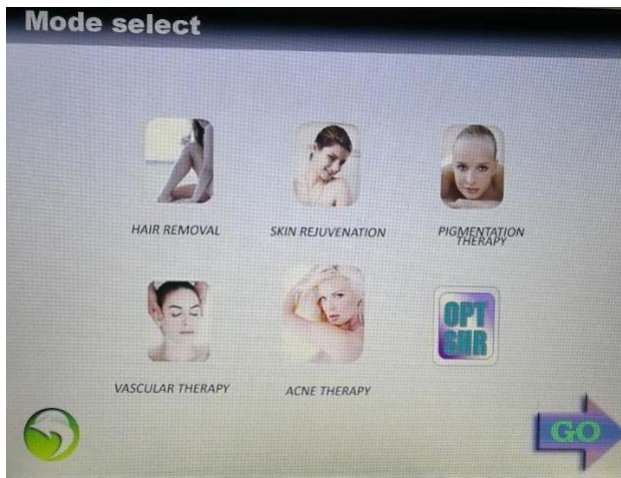 Mode select
HAIR REMOVAL
SKIN REJUVENATION
PIGMENTATION
THERAPY
VASCULAR THERAPY
ACNE THERAPY
OPT
SHR
GO